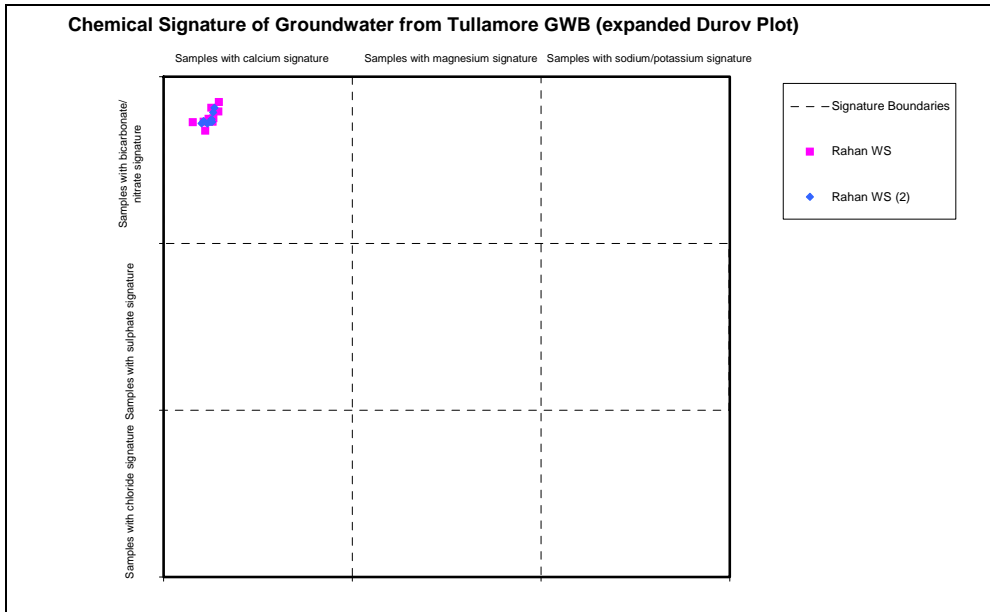 Chemical Signature of Groundwater from Tullamore GWB (expanded Durov Plot)
Samples with calcium signature
Samples with magnesium signature
Samples with sodium/potassium signature
Samples with bicarbonate/
nitrate signature
Samples with sulphate signature
Samples with chloride signature
Signature Boundaries
Rahan WS
Rahan WS (2)